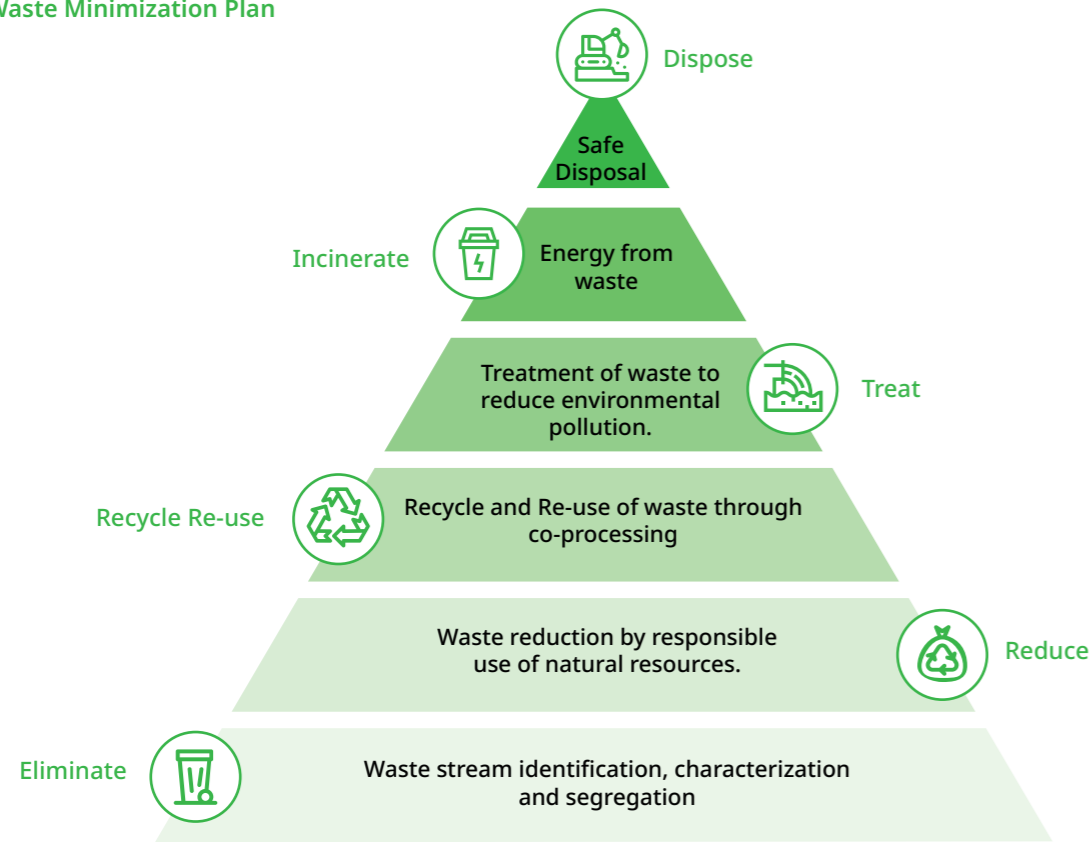 Waste Minimization Plan
Dispose
Safe
Disposal
Incinerate
Energy from
waste
Treatment of waste to
reduce environmental
pollution.
Treat
Recycle Re-use
Recycle and Re-use of waste through
co-processing
Waste reduction by responsible
use of natural resources.
Reduce
Eliminate
Waste stream identification, characterization
and segregation